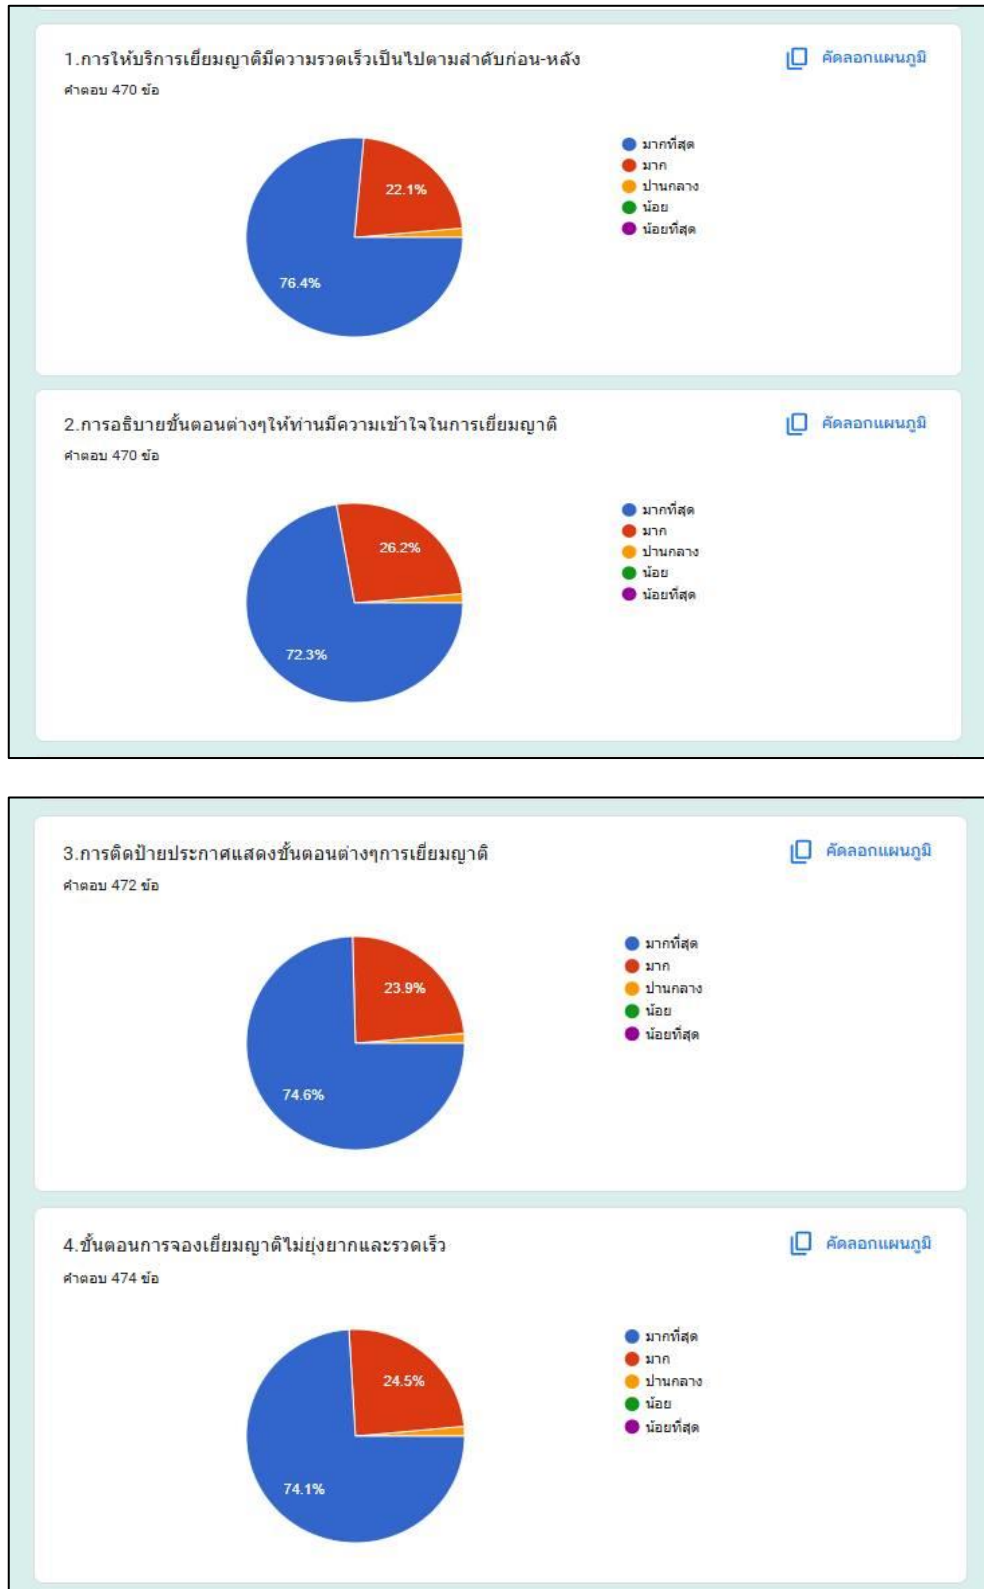 1.การให้บริการเยี่ยมญาติมีความรวดเร็วเป็นไปตามลำดับก่อน-หลัง
คัดลอกแผนภูมิ
คำตอบ 470 ข้อ
22.1%
76.4%
มากที่สุด
มาก
ปานกลาง
น้อย
น้อยที่สุด
2.การอธิบายขั้นตอนต่างๆให้ท่านมีความเข้าใจในการเยี่ยมญาติ
คัดลอกแผนภูมิ
คำตอบ 470 ข้อ
26.2%
72.3%
มากที่สุด
มาก
ปานกลาง
น้อย
น้อยที่สุด
3.การติดป้ายประกาศแสดงขั้นตอนต่างๆการเยี่ยมญาติ
คัดลอกแผนภูมิ
คำตอบ 472 ข้อ
23.9%
74.6%
มากที่สุด
มาก
ปานกลาง
น้อย
น้อยที่สุด
4.ขั้นตอนการจองเยี่ยมญาติไม่ยุ่งยากและรวดเร็ว
คัดลอกแผนภูมิ
คำตอบ 474 ข้อ
24.5%
74.1%
มากที่สุด
มาก
ปานกลาง
น้อย
น้อยที่สุด